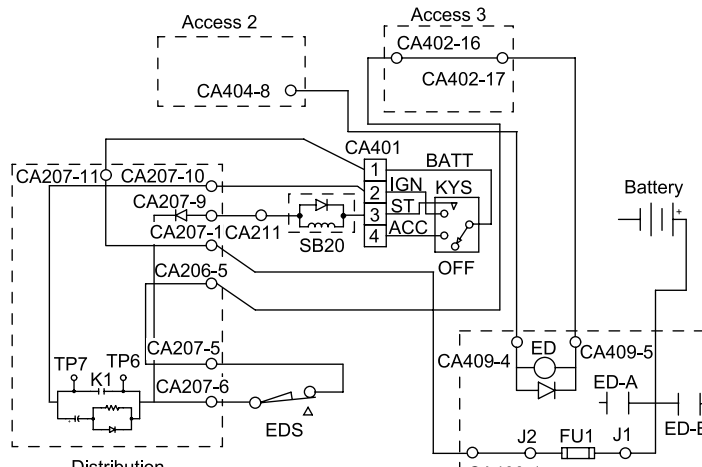 Access 2
Access 3
CA402-16
CA402-17
CA404-8
CA401
BATT
CA207-11
CA207-10
1
IGN
KYS
Battery
2
CA207-9
ST
+
3
CA207-1
CA211
ACC
4
SB20
OFF
CA206-5
CA207-5
ED
CA409-4
CA409-5
TP7
TP6
K1
CA207-6
ED-A
EDS
ED-B
J2
FU1
J1
Distribution